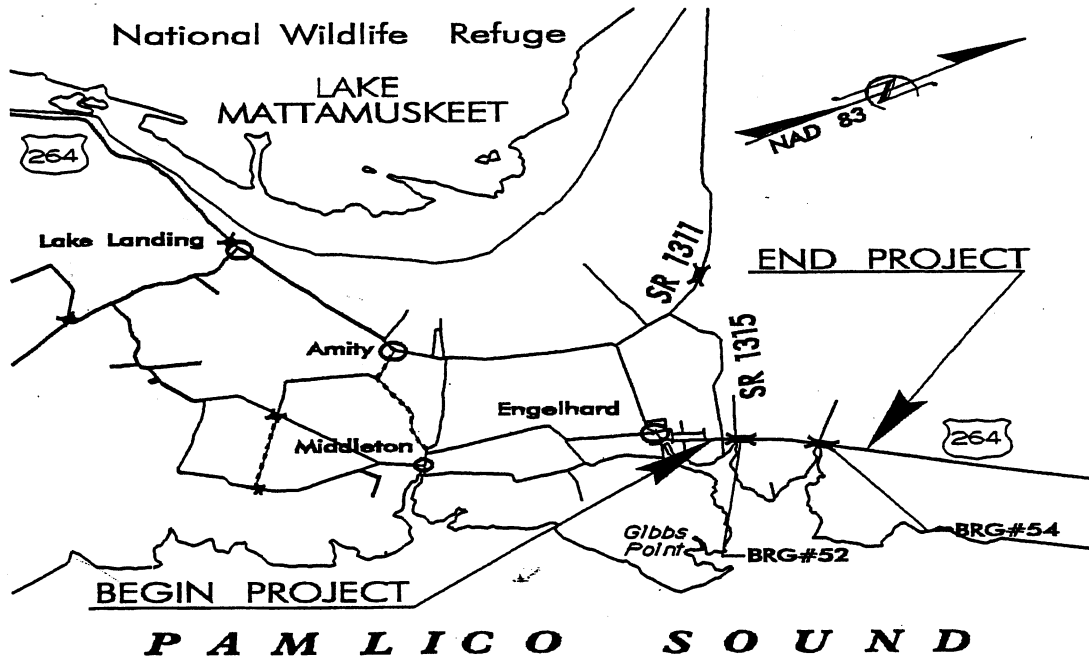 National Wildlife Refuge
LAKE
MATTAMUSKEET
NAD 83
264
Lake Landing
SR 1311
END PROJECT
Amity
SR 1315
Engelhard
264
Middleton
Gibbs
Point
BRG#54
BRG#52
BEGIN PROJECT
PAMLICO SOUND